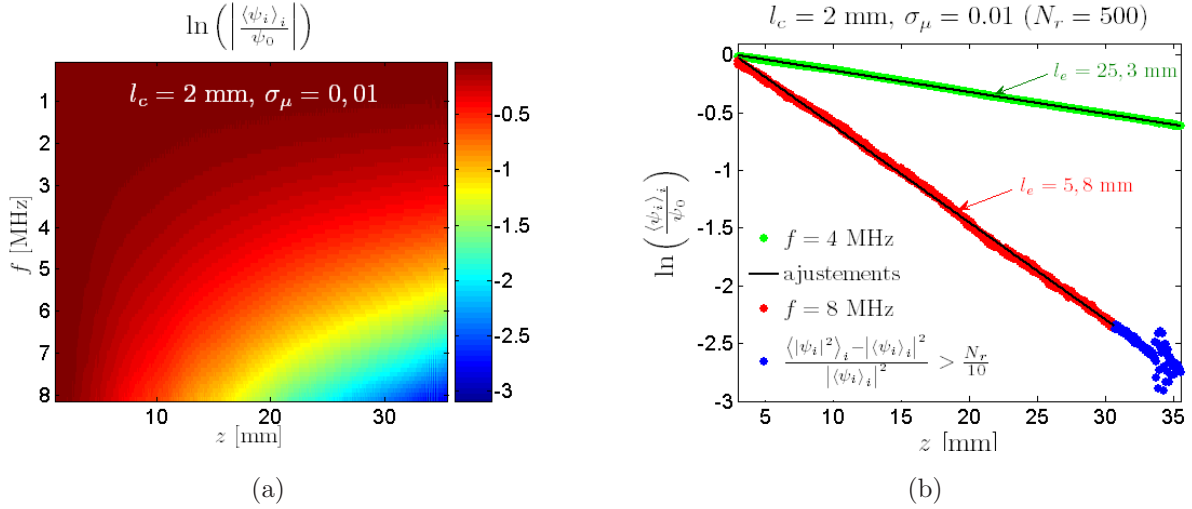 ln(|⟨ψ_i⟩_i / ψ_0|)
l_c = 2 mm, σ_μ = 0,01
1
2
3
4
5
6
7
8
f [MHz]
10
20
30
z [mm]
-0.5
-1
-1.5
-2
-2.5
-3
(a)
l_c = 2 mm, σ_μ = 0.01 (N_r = 500)
0
-0.5
-1
-1.5
-2
-2.5
-3
ln(⟨ψ_i⟩_i / ψ_0)
l_e = 25,3 mm
l_e = 5,8 mm
f = 4 MHz
ajustements
f = 8 MHz
(⟨|ψ_i|^2⟩_i − |⟨ψ_i⟩_i|^2) / |⟨ψ_i⟩_i|^2 > N_r / 10
5
10
15
20
25
30
35
z [mm]
(b)